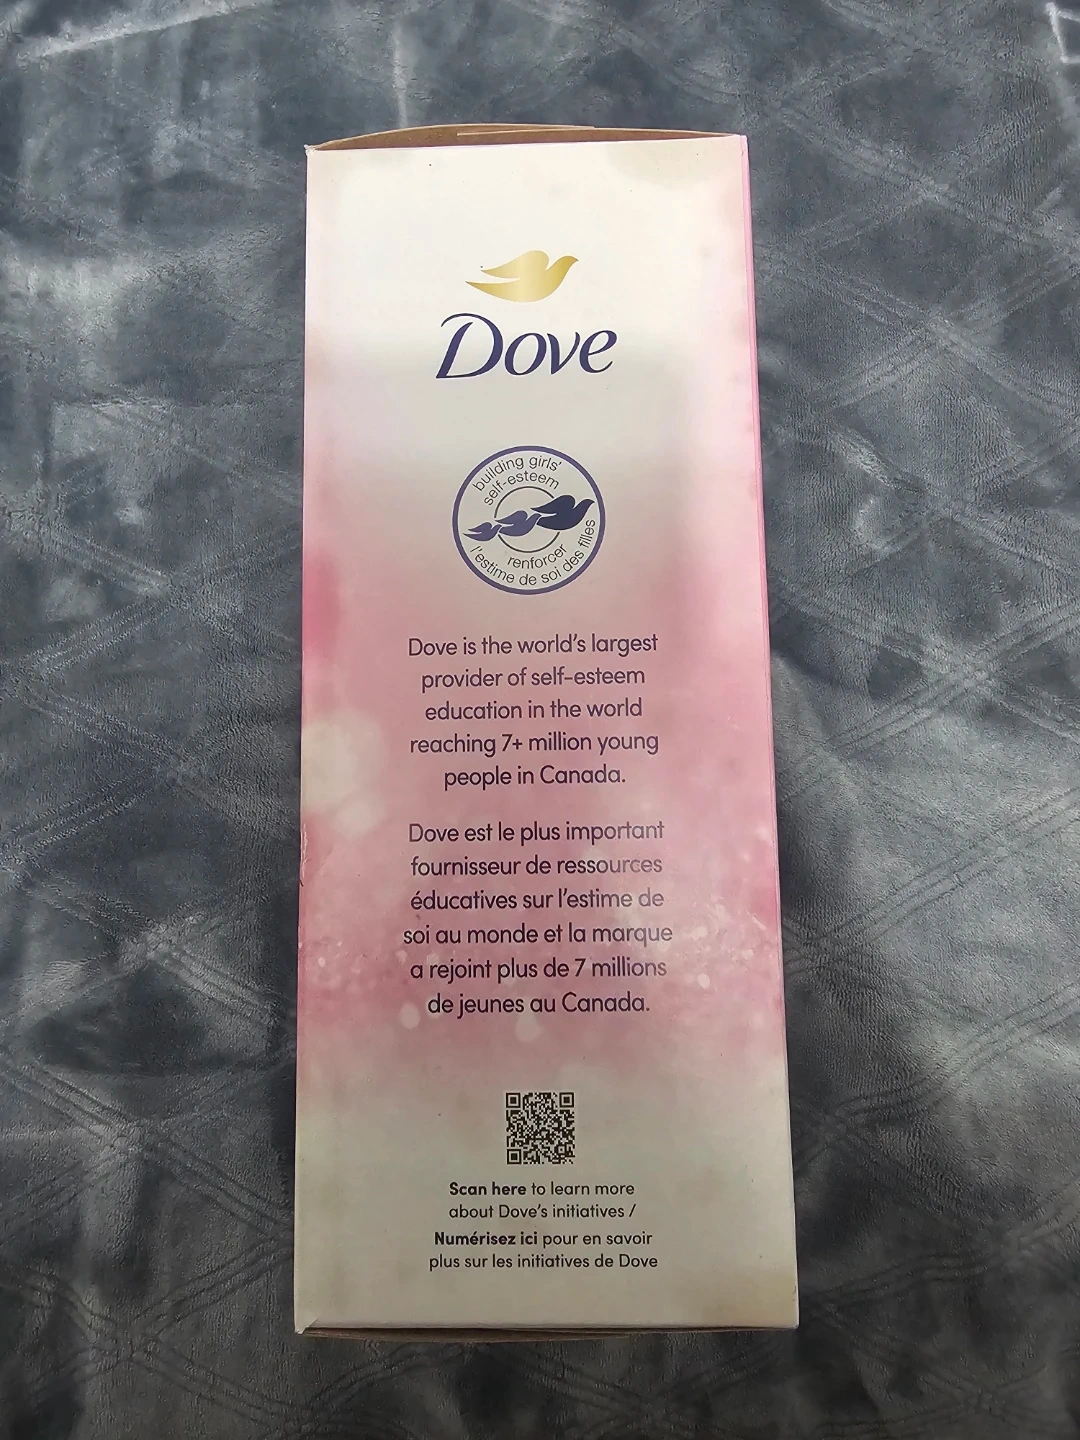 Dove
building girls'
self-esteem
renforcer
l'estime de soi des filles
Dove is the world's largest
provider of self-esteem
education in the world
reaching 7+ million young
people in Canada.
Dove est le plus important
fournisseur de ressources
éducatives sur l'estime de
soi au monde et la marque
a rejoint plus de 7 millions
de jeunes au Canada.
Scan here to learn more
about Dove's initiatives /
Numérisez ici pour en savoir
plus sur les initiatives de Dove